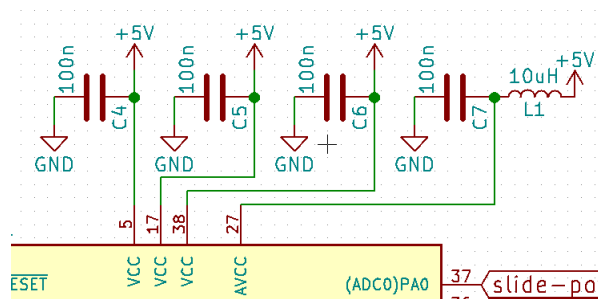 +5V +5V +5V +5V
100n 100n 100n 100n 10uH
C4 C5 C6 C7 L1
GND GND GND GND
5 17 38 27
VCC VCC VCC AVCC
ESET (ADC0)PA0 37 slide-po